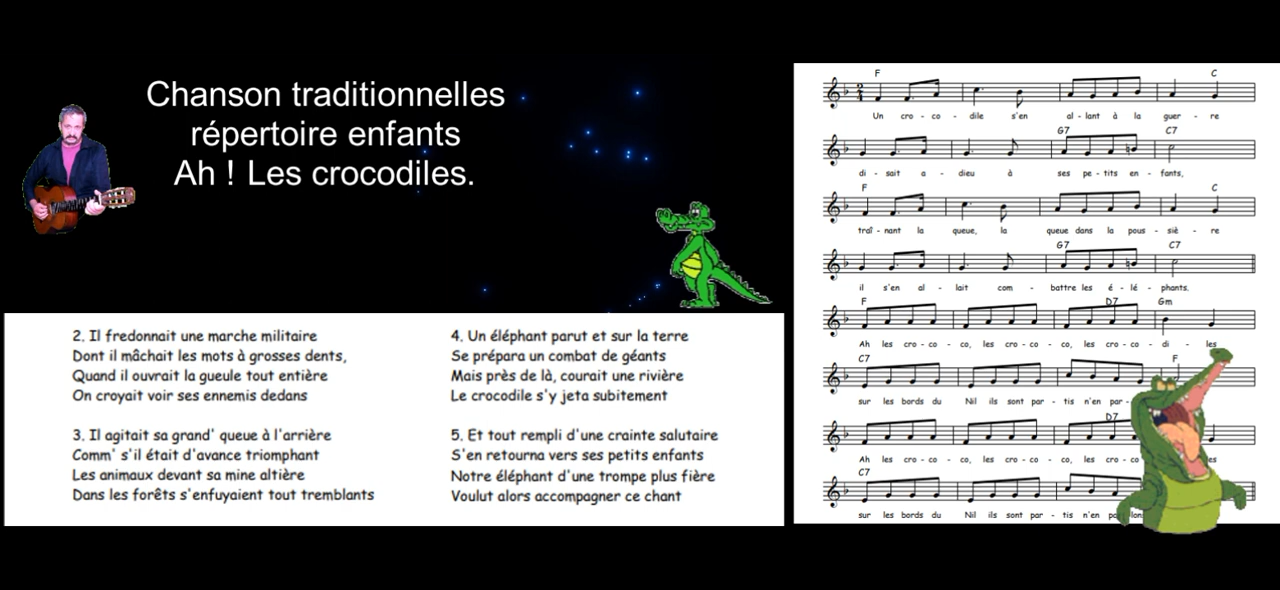 Chanson traditionnelles
répertoire enfants
Ah ! Les crocodiles.
2. Il fredonnait une marche militaire
Dont il mâchait les mots à grosses dents,
Quand il ouvrait la gueule tout entière
On croyait voir ses ennemis dedans
3. Il agitait sa grand' queue à l'arrière
Comm' s'il était d'avance triomphant
Les animaux devant sa mine altière
Dans les forêts s'enfuyaient tout tremblants
4. Un éléphant parut et sur la terre
Se prépara un combat de géants
Mais près de là, courait une rivière
Le crocodile s'y jeta subitement
5. Et tout rempli d'une crainte salutaire
S'en retourna vers ses petits enfants
Notre éléphant d'une trompe plus fière
Voulut alors accompagner ce chant
F C
2
4
Un cro - co - dile s'en al - lant à la guer - re
G7 C7
di - sait a - dieu à ses pe - tits en - fants,
F C
traî - nant la queue, la queue dans la pous - siè - re
G7 C7
il s'en al - lait com - battre les é - lé - phants.
F D7 Gm
Ah les cro - co - co, les cro - co - co, les cro - co - di - les
C7 F
sur les bords du Nil ils sont par - tis n'en par -
D7
Ah les cro - co - co, les cro - co - co, les cro - co les
C7
sur les bords du Nil ils sont par - tis n'en